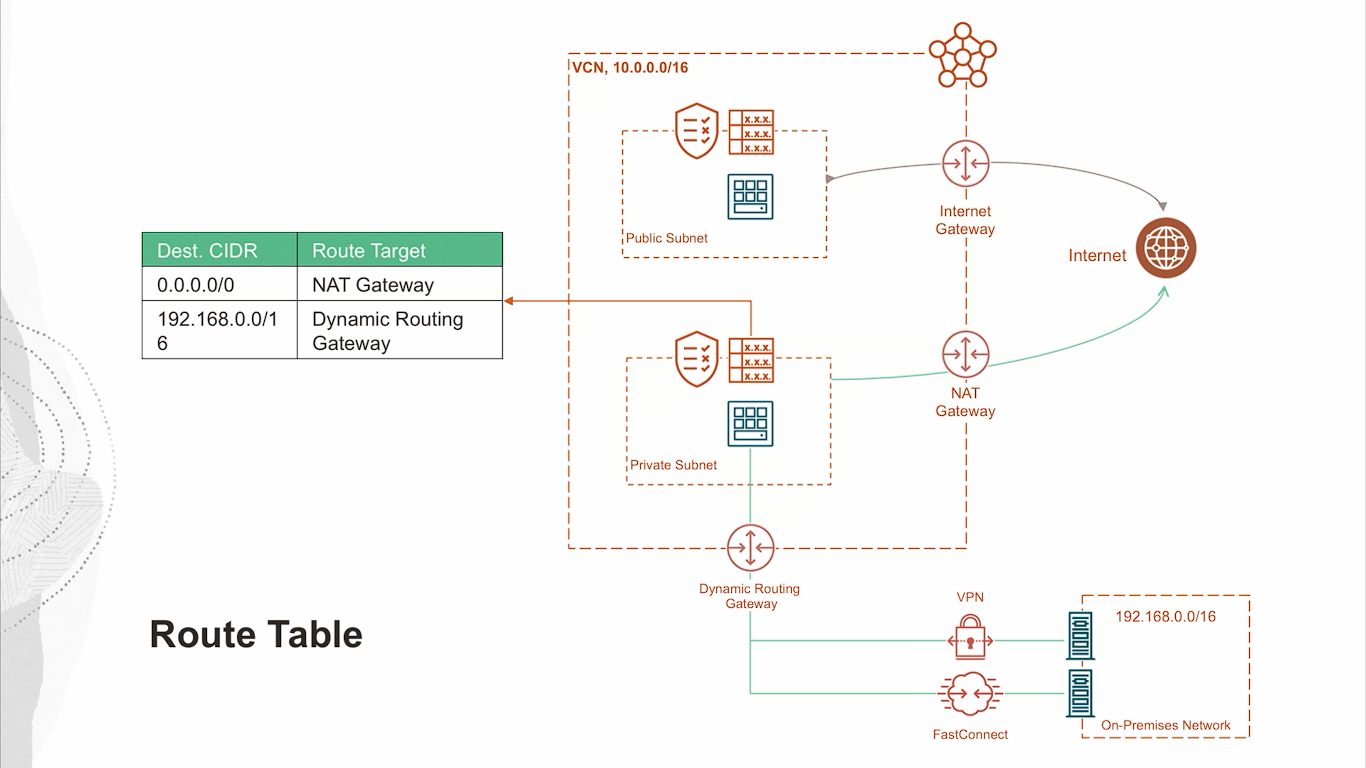 VCN, 10.0.0.0/16
x.x.x.
x.x.x.
x.x.x.
Public Subnet
Internet
Gateway
Internet
Dest. CIDR
Route Target
0.0.0.0/0
NAT Gateway
192.168.0.0/1
6
Dynamic Routing
Gateway
x.x.x.
x.x.x.
x.x.x.
Private Subnet
NAT
Gateway
Dynamic Routing
Gateway
Route Table
VPN
192.168.0.0/16
FastConnect
On-Premises Network